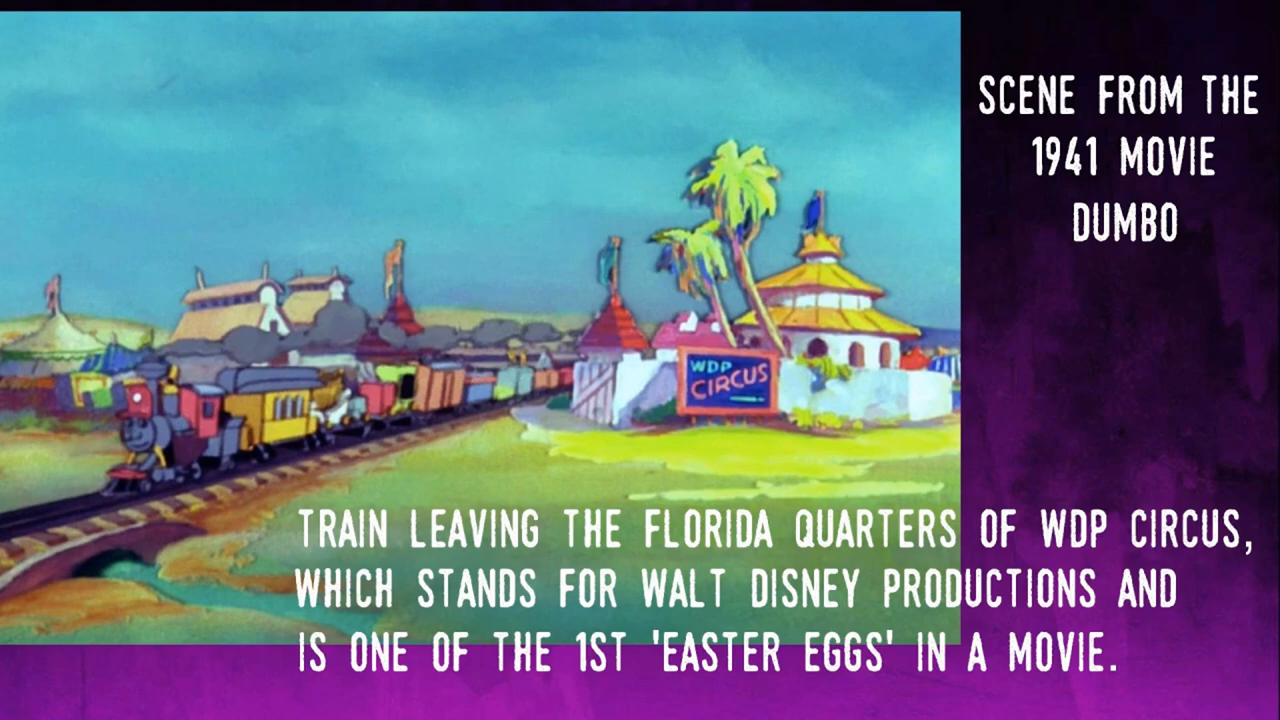 SCENE FROM THE
1941 MOVIE
DUMBO
WDP
CIRCUS
TRAIN LEAVING THE FLORIDA QUARTERS OF WDP CIRCUS,
WHICH STANDS FOR WALT DISNEY PRODUCTIONS AND
IS ONE OF THE 1ST 'EASTER EGGS' IN A MOVIE.